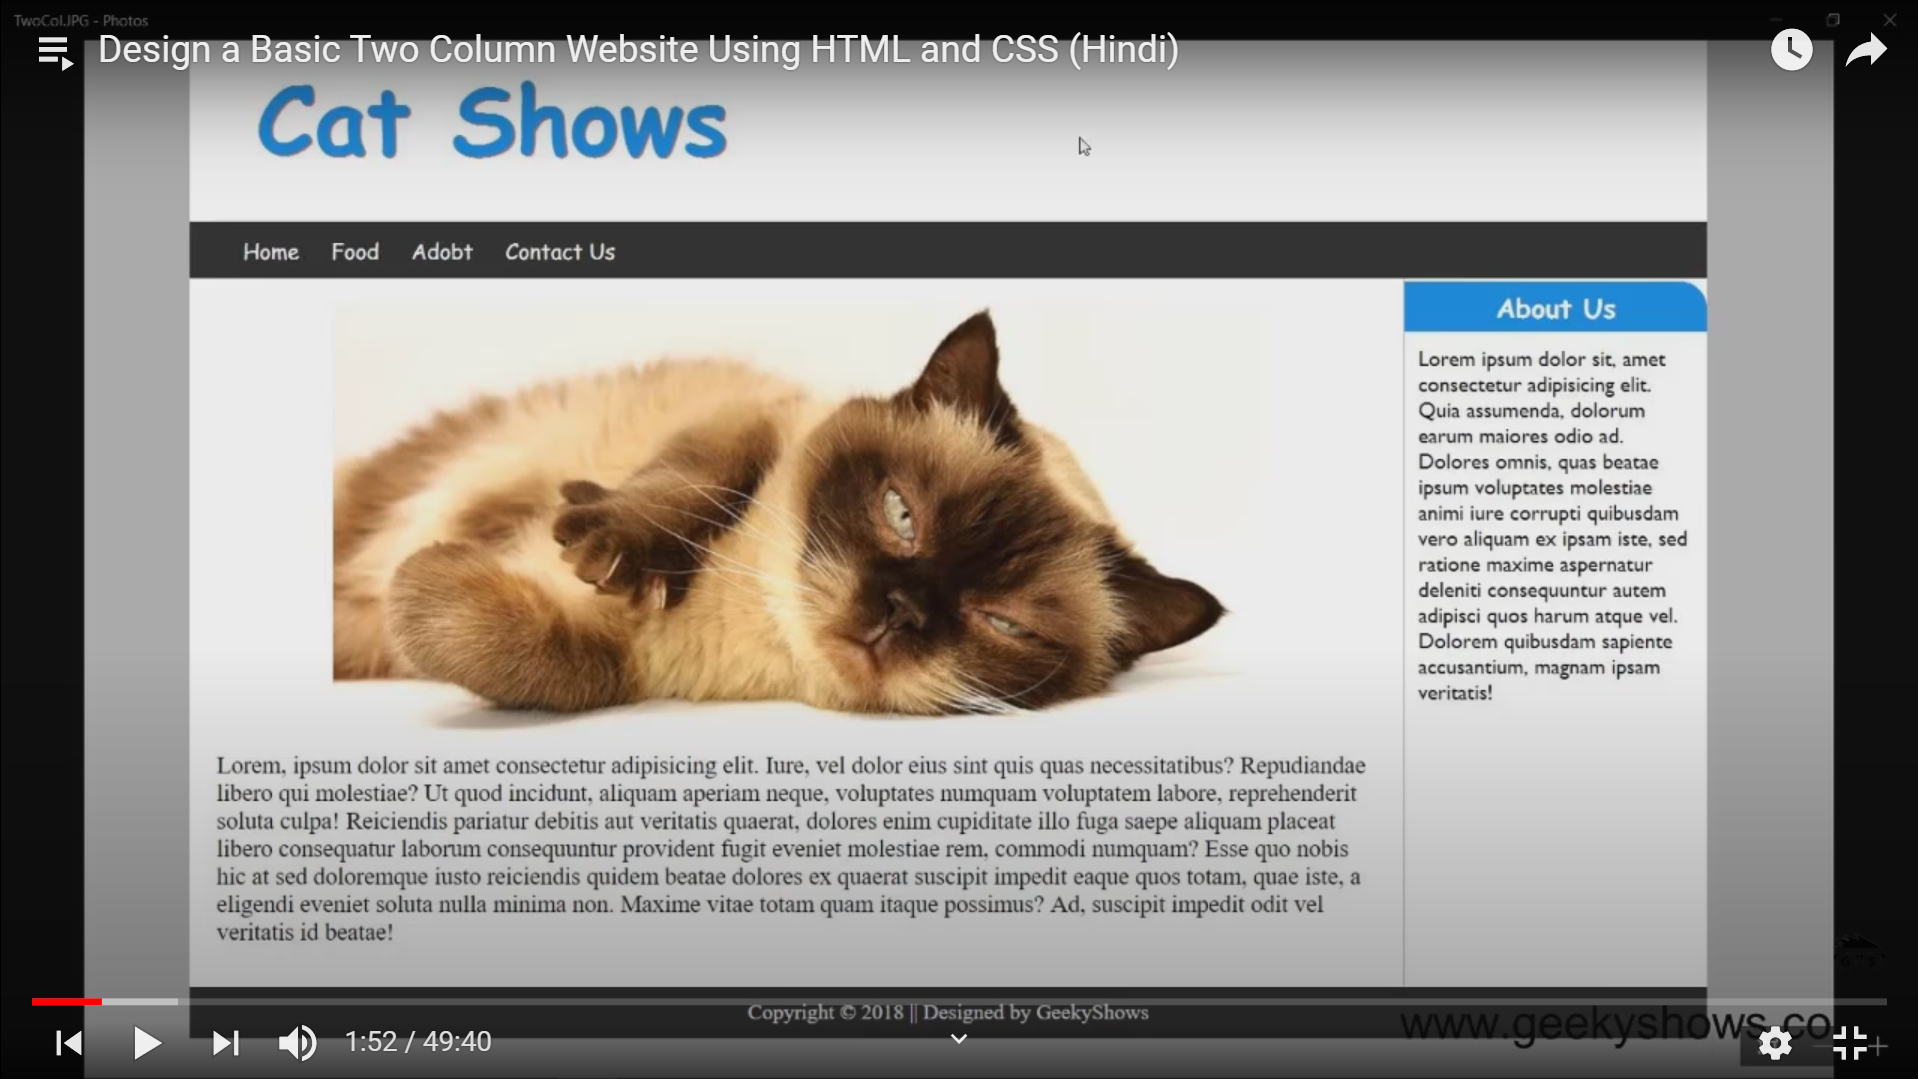 TwoCol.JPG - Photos
Design a Basic Two Column Website Using HTML and CSS (Hindi)
Cat Shows
Home Food Adobt Contact Us
About Us
Lorem ipsum dolor sit, amet
consectetur adipisicing elit.
Quia assumenda, dolorum
earum maiores odio ad.
Dolores omnis, quas beatae
ipsum voluptates molestiae
animi iure corrupti quibusdam
vero aliquam ex ipsam iste, sed
ratione maxime aspernatur
deleniti consequuntur autem
adipisci quos harum atque vel.
Dolorem quibusdam sapiente
accusantium, magnam ipsam
veritatis!
Lorem, ipsum dolor sit amet consectetur adipisicing elit. Iure, vel dolor eius sint quis quas necessitatibus? Repudiandae
libero qui molestiae? Ut quod incidunt, aliquam aperiam neque, voluptates numquam voluptatem labore, reprehenderit
soluta culpa! Reiciendis pariatur debitis aut veritatis quaerat, dolores enim cupiditate illo fuga saepe aliquam placeat
libero consequatur laborum consequuntur provident fugit eveniet molestiae rem, commodi numquam? Esse quo nobis
hic at sed doloremque iusto reiciendis quidem beatae dolores ex quaerat suscipit impedit eaque quos totam, quae iste, a
eligendi eveniet soluta nulla minima non. Maxime vitae totam quam itaque possimus? Ad, suscipit impedit odit vel
veritatis id beatae!
Copyright © 2018 || Designed by GeekyShows
www.geekyshows.co
1:52 / 49:40